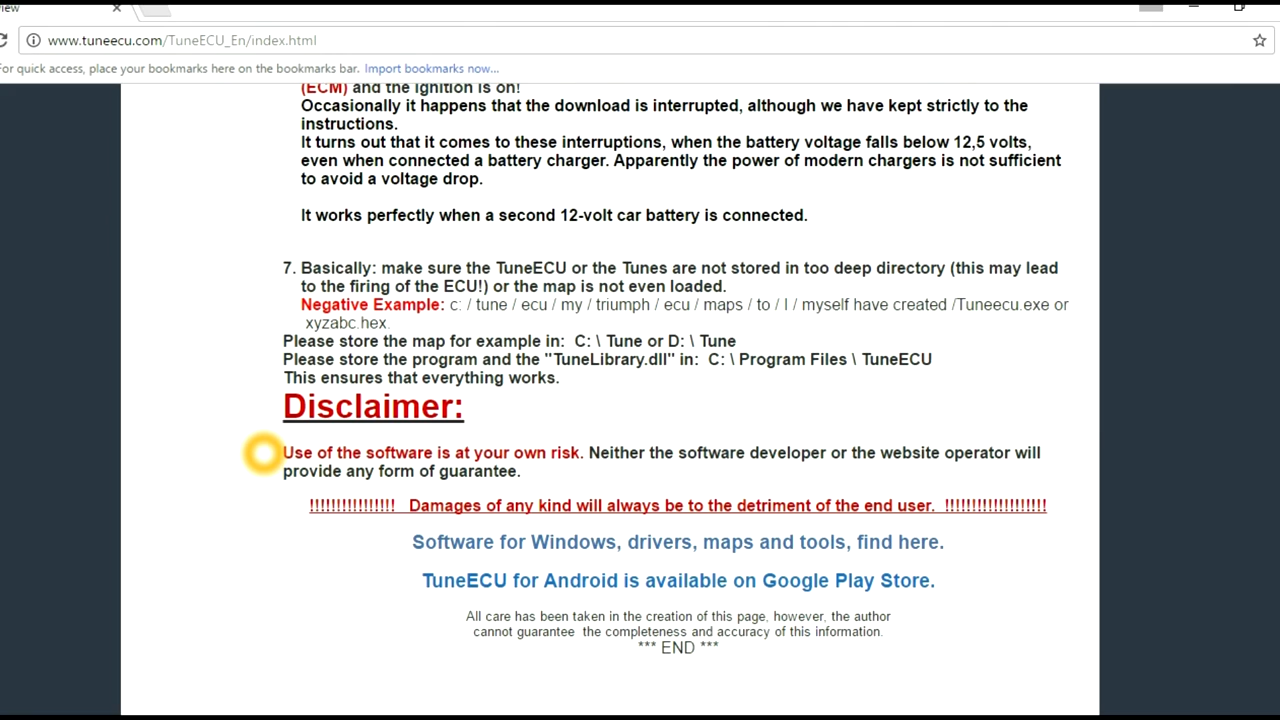 view
www.tuneecu.com/TuneECU_En/index.html
For quick access, place your bookmarks here on the bookmarks bar. Import bookmarks now...
(ECM) and the ignition is on!
Occasionally it happens that the download is interrupted, although we have kept strictly to the
instructions.
It turns out that it comes to these interruptions, when the battery voltage falls below 12,5 volts,
even when connected a battery charger. Apparently the power of modern chargers is not sufficient
to avoid a voltage drop.
It works perfectly when a second 12-volt car battery is connected.
7. Basically: make sure the TuneECU or the Tunes are not stored in too deep directory (this may lead
to the firing of the ECU!) or the map is not even loaded.
Negative Example: c: / tune / ecu / my / triumph / ecu / maps / to / I / myself have created /Tuneecu.exe or
xyzabc.hex.
Please store the map for example in: C: \ Tune or D: \ Tune
Please store the program and the "TuneLibrary.dll" in: C: \ Program Files \ TuneECU
This ensures that everything works.
Disclaimer:
Use of the software is at your own risk. Neither the software developer or the website operator will
provide any form of guarantee.
!!!!!!!!!!!!!!!! Damages of any kind will always be to the detriment of the end user. !!!!!!!!!!!!!!!!!!!
Software for Windows, drivers, maps and tools, find here.
TuneECU for Android is available on Google Play Store.
All care has been taken in the creation of this page, however, the author
cannot guarantee the completeness and accuracy of this information.
*** END ***